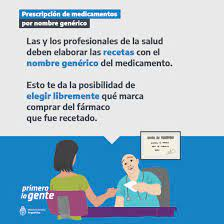 Prescripción de medicamentos
por nombre genérico
Las y los profesionales de la salud
deben elaborar las recetas con el
nombre genérico del medicamento.
Esto te da la posibilidad de
elegir libremente qué marca
comprar del fármaco
que fue recetado.
primero
la gente
Argentina